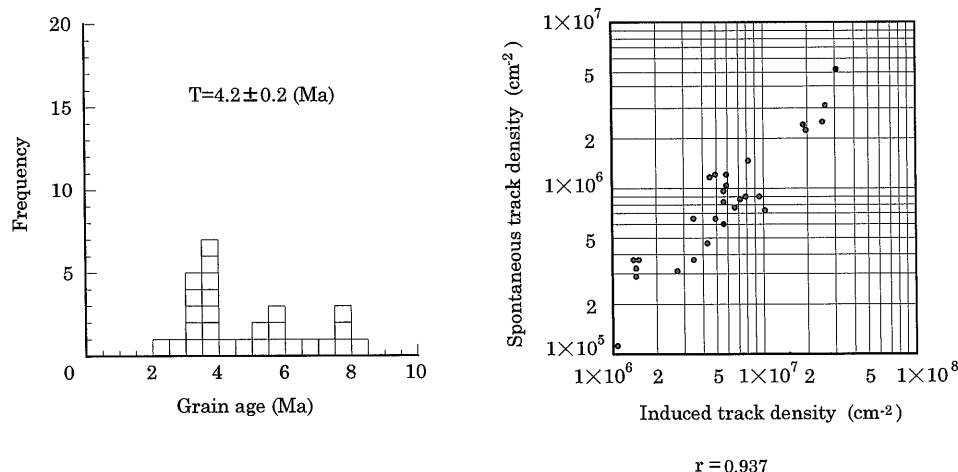 20
15
10
5
0
2
4
6
8
10
Frequency
T=4.2±0.2 (Ma)
Grain age (Ma)
1×10⁷
5
2
1×10⁶
5
2
1×10⁵
Spontaneous track density (cm⁻²)
1×10⁶ 2 5 1×10⁷ 2 5 1×10⁸
Induced track density (cm⁻²)
r = 0.937